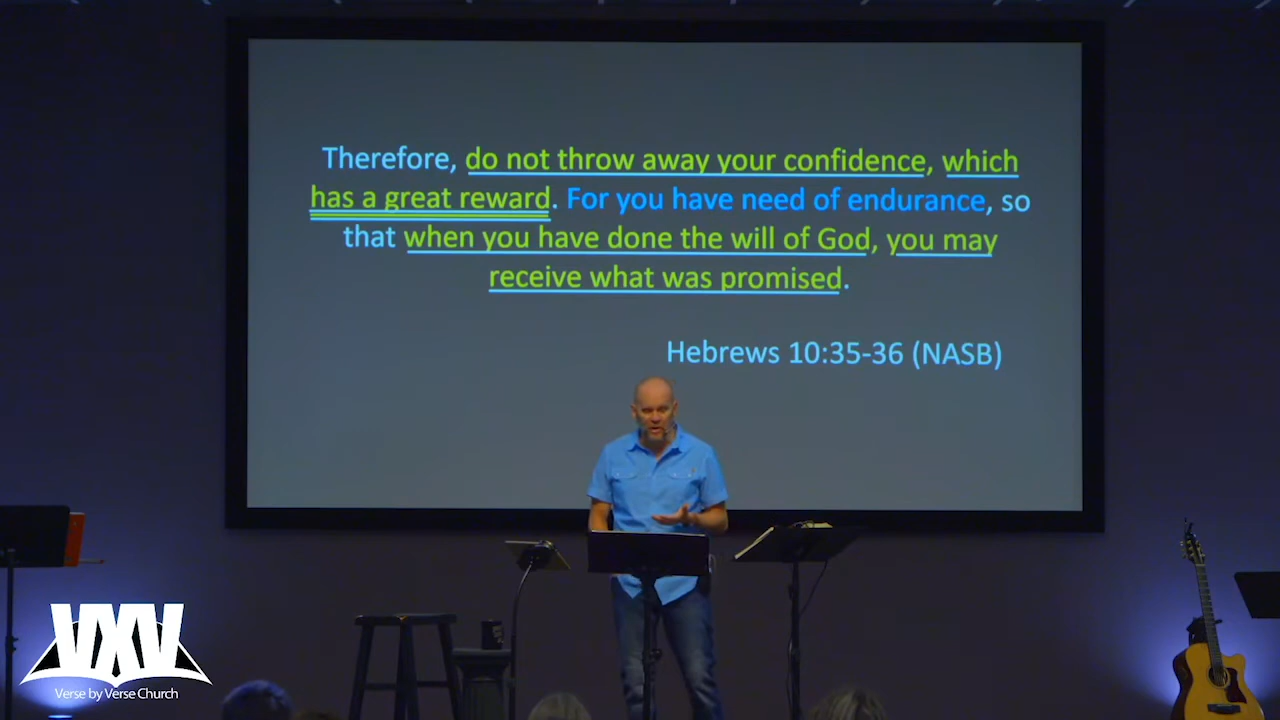 Therefore, do not throw away your confidence, which
has a great reward. For you have need of endurance, so
that when you have done the will of God, you may
receive what was promised.
Hebrews 10:35-36 (NASB)
VXV
Verse by Verse Church